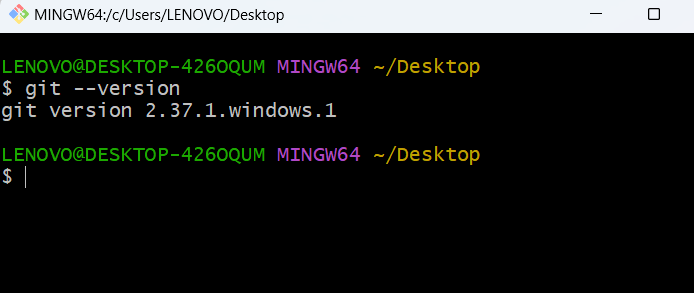 MINGW64:/c/Users/LENOVO/Desktop
LENOVO@DESKTOP-426OQUM MINGW64 ~/Desktop
$ git --version
git version 2.37.1.windows.1
LENOVO@DESKTOP-426OQUM MINGW64 ~/Desktop
$